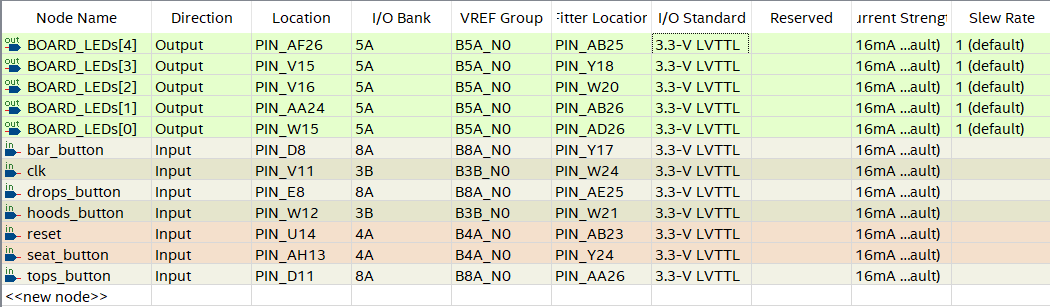 Node Name Direction Location I/O Bank VREF Group Fitter Location I/O Standard Reserved urrent Strengt Slew Rate
out BOARD_LEDs[4] Output PIN_AF26 5A B5A_N0 PIN_AB25 3.3-V LVTTL 16mA ...ault) 1 (default)
out BOARD_LEDs[3] Output PIN_V15 5A B5A_N0 PIN_Y18 3.3-V LVTTL 16mA ...ault) 1 (default)
out BOARD_LEDs[2] Output PIN_V16 5A B5A_N0 PIN_W20 3.3-V LVTTL 16mA ...ault) 1 (default)
out BOARD_LEDs[1] Output PIN_AA24 5A B5A_N0 PIN_AB26 3.3-V LVTTL 16mA ...ault) 1 (default)
out BOARD_LEDs[0] Output PIN_W15 5A B5A_N0 PIN_AD26 3.3-V LVTTL 16mA ...ault) 1 (default)
in bar_button Input PIN_D8 8A B8A_N0 PIN_Y17 3.3-V LVTTL 16mA ...ault)
in clk Input PIN_V11 3B B3B_N0 PIN_W24 3.3-V LVTTL 16mA ...ault)
in drops_button Input PIN_E8 8A B8A_N0 PIN_AE25 3.3-V LVTTL 16mA ...ault)
in hoods_button Input PIN_W12 3B B3B_N0 PIN_W21 3.3-V LVTTL 16mA ...ault)
in reset Input PIN_U14 4A B4A_N0 PIN_AB23 3.3-V LVTTL 16mA ...ault)
in seat_button Input PIN_AH13 4A B4A_N0 PIN_Y24 3.3-V LVTTL 16mA ...ault)
in tops_button Input PIN_D11 8A B8A_N0 PIN_AA26 3.3-V LVTTL 16mA ...ault)
<<new node>>